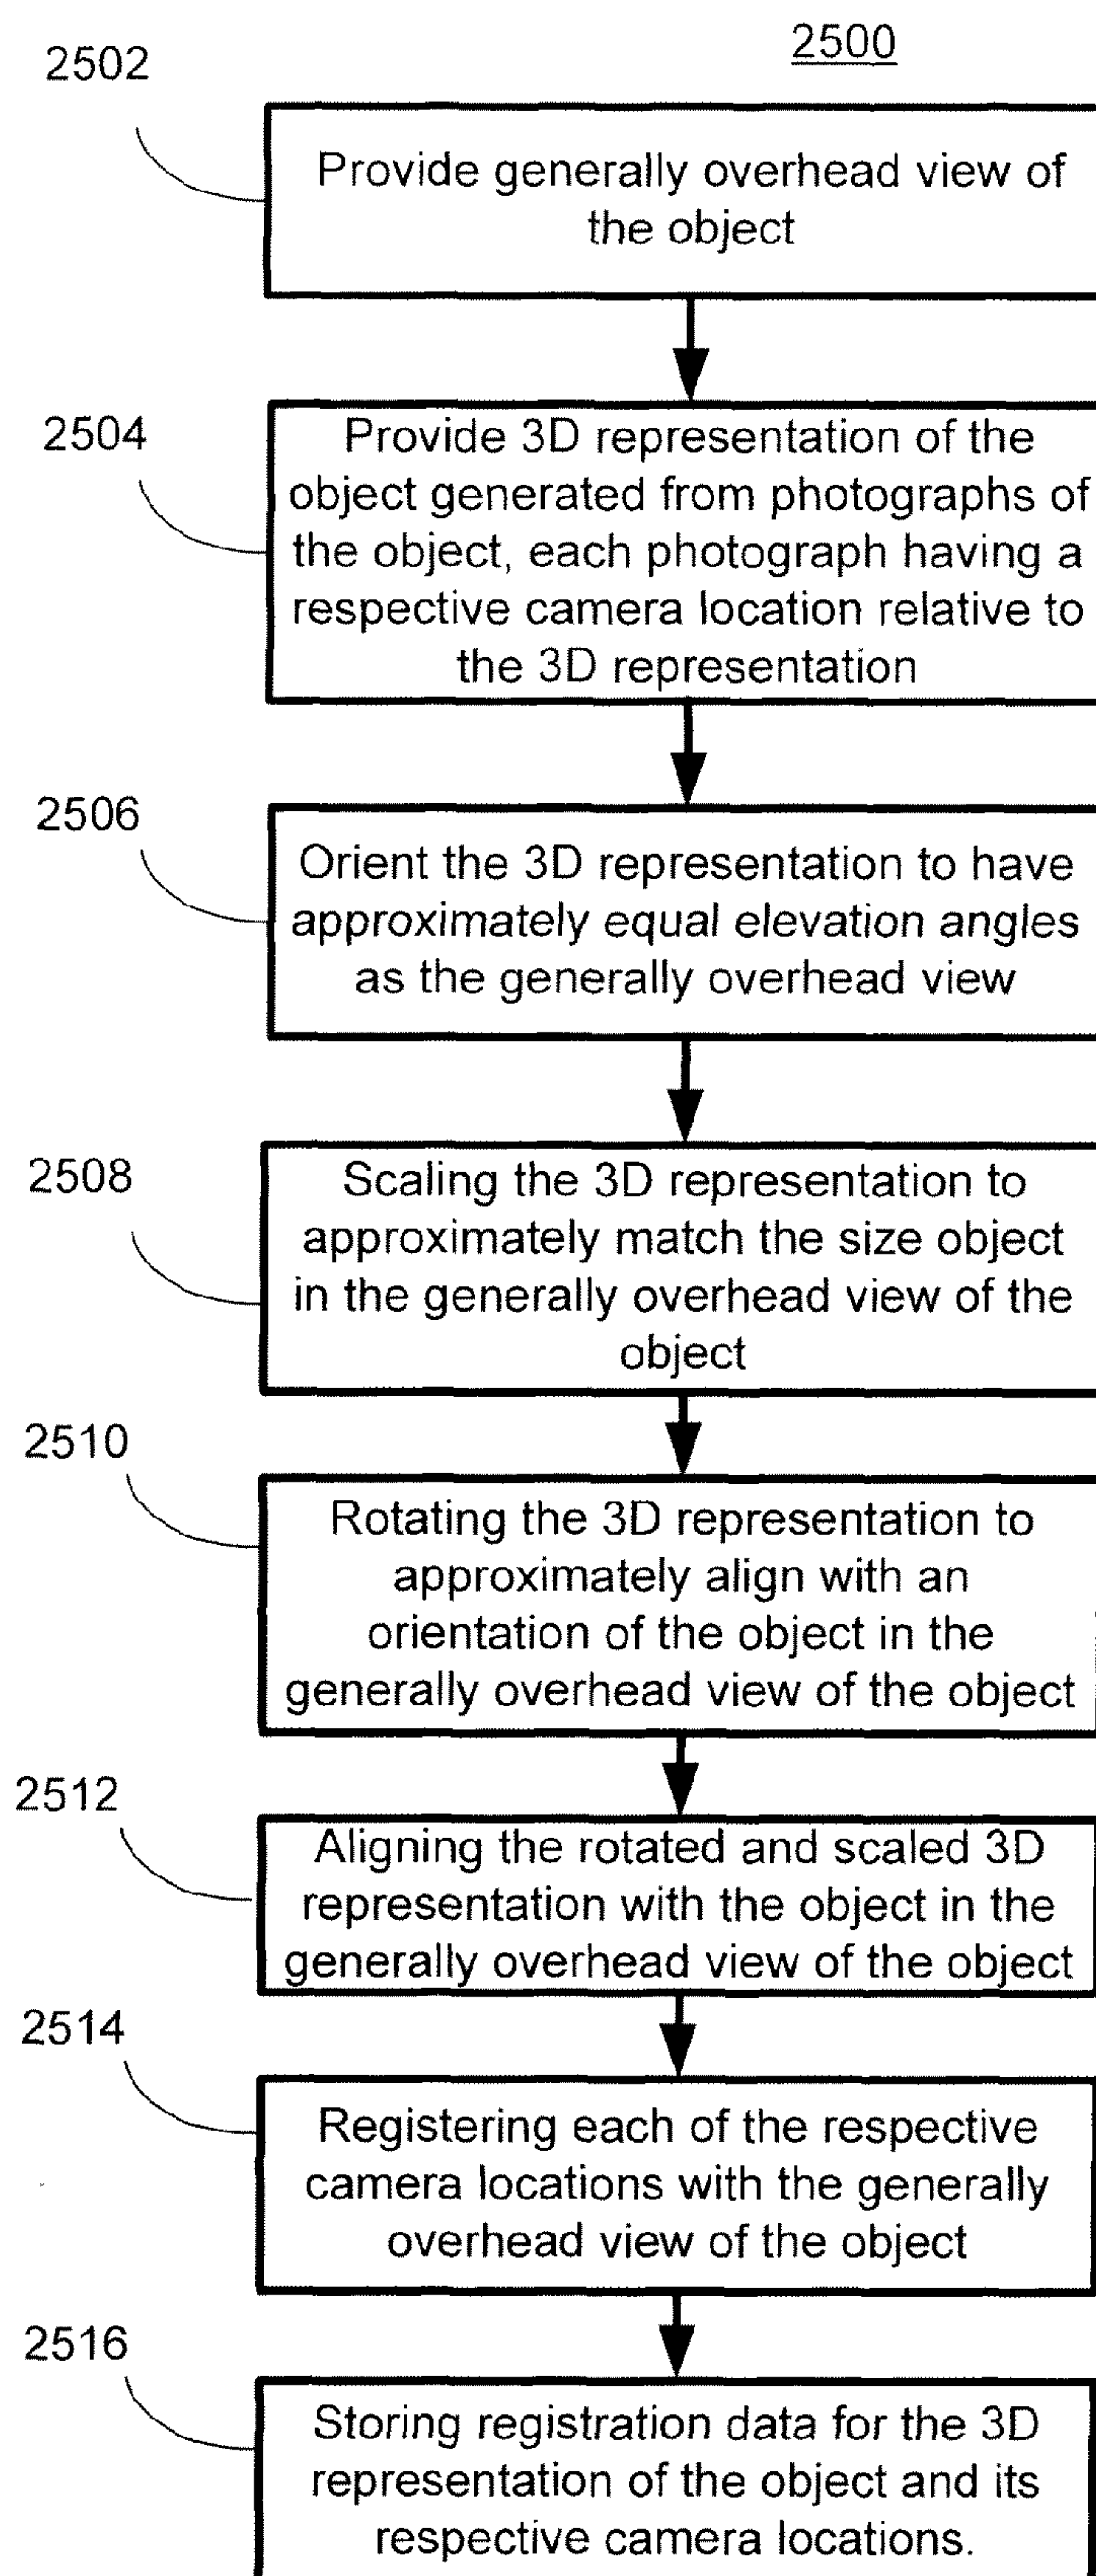 2500
2502
Provide generally overhead view of
the object
2504
Provide 3D representation of the
object generated from photographs of
the object, each photograph having a
respective camera location relative to
the 3D representation
2506
Orient the 3D representation to have
approximately equal elevation angles
as the generally overhead view
2508
Scaling the 3D representation to
approximately match the size object
in the generally overhead view of the
object
2510
Rotating the 3D representation to
approximately align with an
orientation of the object in the
generally overhead view of the object
2512
Aligning the rotated and scaled 3D
representation with the object in the
generally overhead view of the object
2514
Registering each of the respective
camera locations with the generally
overhead view of the object
2516
Storing registration data for the 3D
representation of the object and its
respective camera locations.